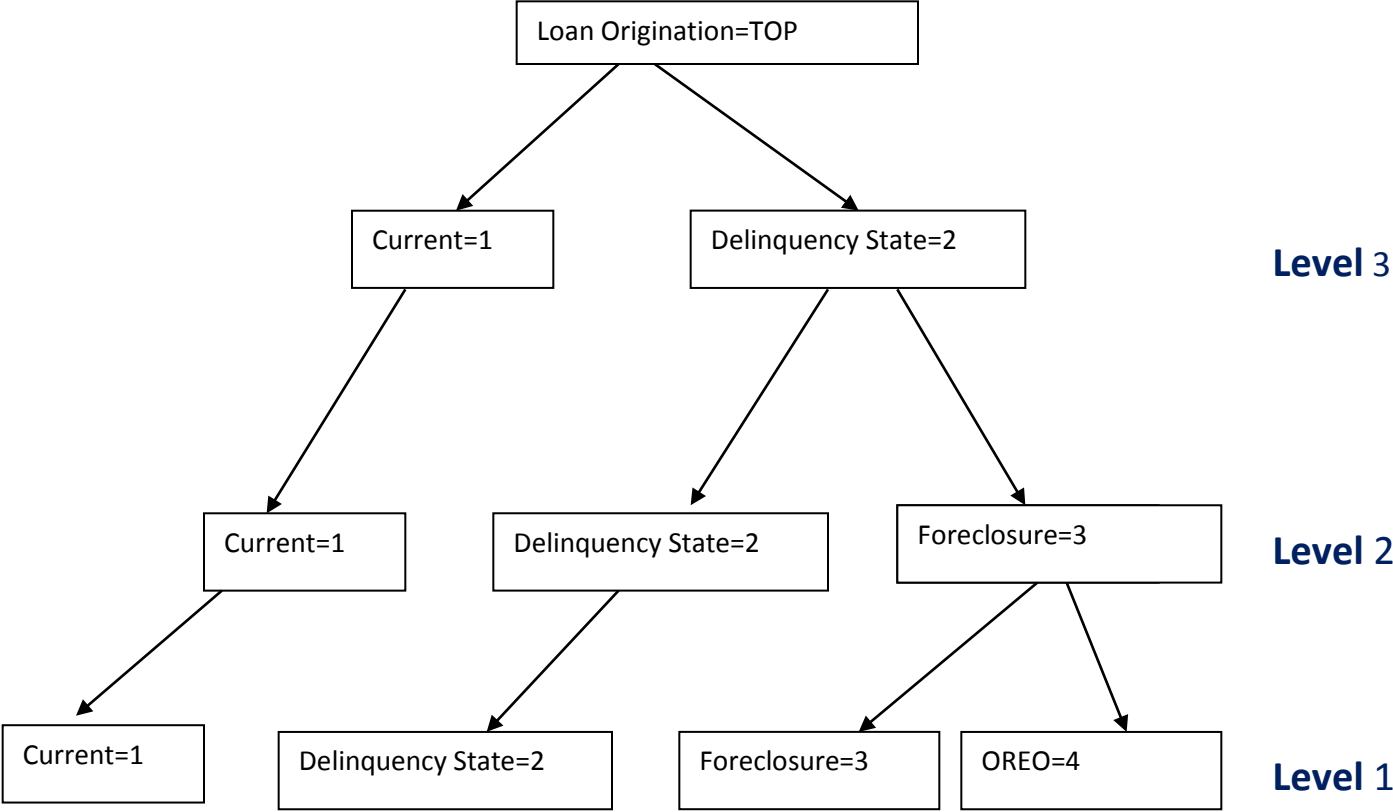 Loan Origination=TOP
Current=1
Delinquency State=2
Level 3
Current=1
Delinquency State=2
Foreclosure=3
Level 2
Current=1
Delinquency State=2
Foreclosure=3
OREO=4
Level 1